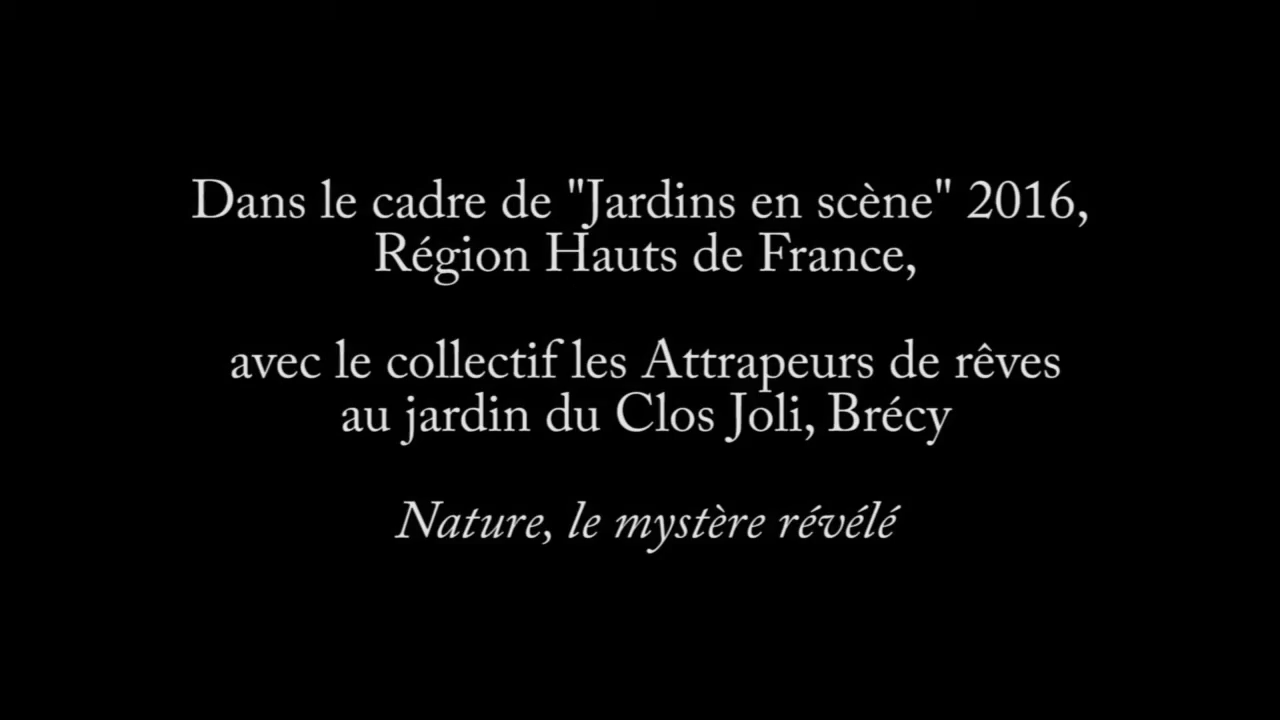 Dans le cadre de "Jardins en scène" 2016,
Région Hauts de France,
avec le collectif les Attrapeurs de rêves
au jardin du Clos Joli, Brécy
Nature, le mystère révélé